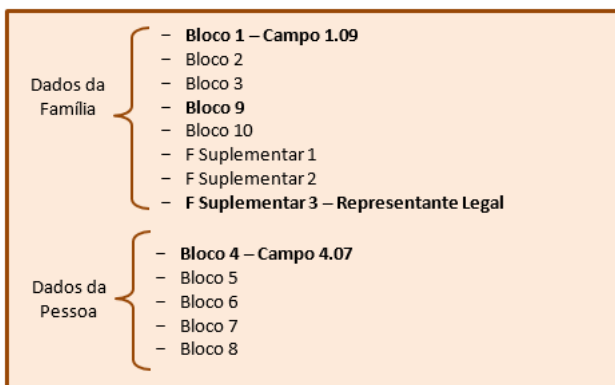 Dados da
Família
– Bloco 1 – Campo 1.09
– Bloco 2
– Bloco 3
– Bloco 9
– Bloco 10
– F Suplementar 1
– F Suplementar 2
– F Suplementar 3 – Representante Legal
Dados da
Pessoa
– Bloco 4 – Campo 4.07
– Bloco 5
– Bloco 6
– Bloco 7
– Bloco 8